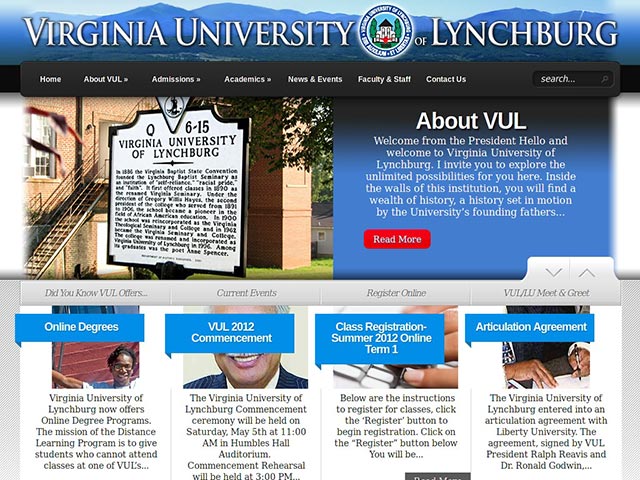 VIRGINIA UNIVERSITY OF LYNCHBURG
Home About VUL » Admissions » Academics » News & Events Faculty & Staff Contact Us search...
Q 6-15
VIRGINIA UNIVERSITY
OF LYNCHBURG
In 1886 the Virginia Baptist State Convention
founded the Lynchburg Baptist Seminary as
an institution of "self-reliance," "racial pride,"
and "faith". It first offered classes in 1890 as
the renamed Virginia Seminary. Under the
direction of Gregory Willis Hayes, the second
president of the college who served from 1891
to 1906, the school became a pioneer in the
field of African American education. In 1900
the school was reincorporated as the Virginia
Theological Seminary and College and in 1962
became the Virginia Seminary and College.
The college was renamed and incorporated as
Virginia University of Lynchburg in 1996. Among
its graduates was the poet Anne Spencer.
About VUL
Welcome from the President Hello and
welcome to Virginia University of
Lynchburg. I invite you to explore the
unlimited possibilities for you here. Inside
the walls of this institution, you will find a
wealth of history, a history set in motion
by the University's founding fathers...
Read More
Did You Know VUL Offers... Current Events Register Online VUL/LU Meet & Greet
Online Degrees
Virginia University of
Lynchburg now offers
Online Degree Programs.
The mission of the Distance
Learning Program is to give
students who cannot attend
classes at one of VUL's...
VUL 2012
Commencement
The Virginia University of
Lynchburg Commencement
ceremony will be held on
Saturday, May 5th at 11:00
AM in Humbles Hall
Auditorium.
Commencement Rehearsal
will be held at 3:00 PM...
Class Registration-
Summer 2012 Online
Term 1
Below are the instructions
to register for classes, click
the 'Register' button to
begin registration. Click on
the "Register" button below
You will be...
Read More
Articulation Agreement
The Virginia University of
Lynchburg entered into an
articulation agreement with
Liberty University. The
agreement, signed by VUL
President Ralph Reavis and
Dr. Ronald Godwin,...